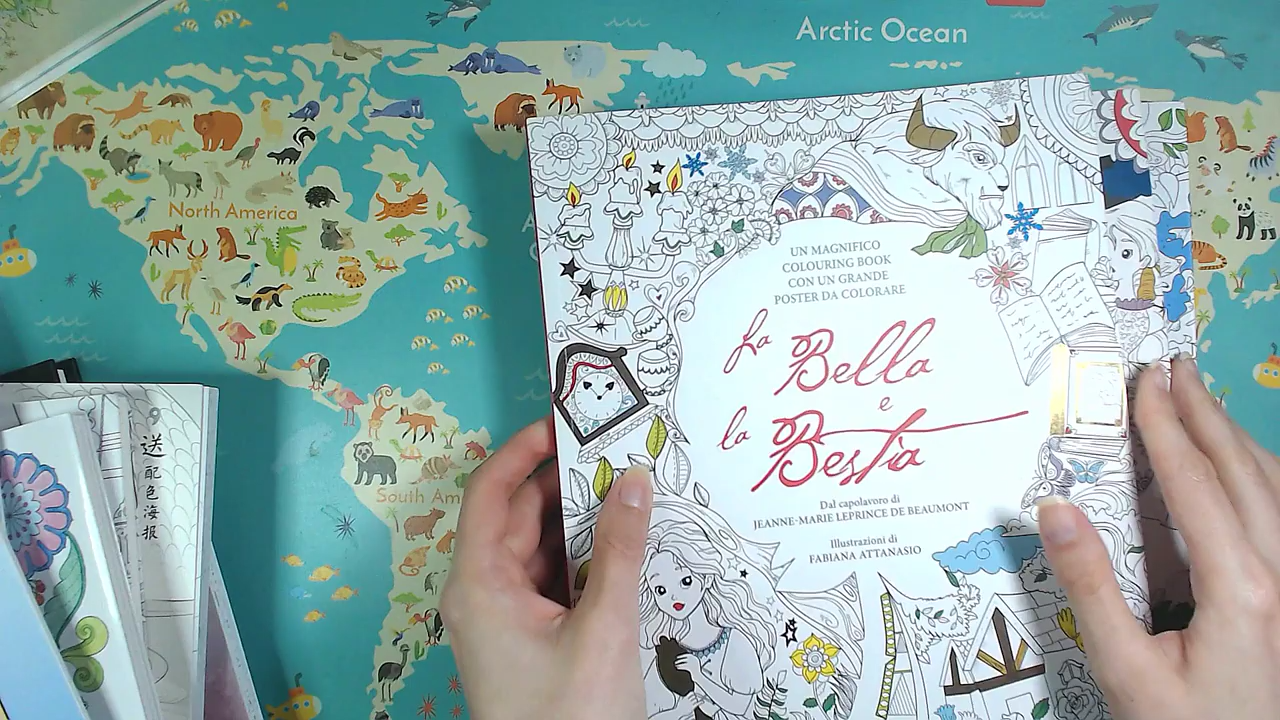 Arctic Ocean
North America
South Am
UN MAGNIFICO
COLOURING BOOK
CON UN GRANDE
POSTER DA COLORARE
La
Bella
e
la
Bestia
Dal capolavoro di
JEANNE-MARIE LEPRINCE DE BEAUMONT
Illustrazioni di
FABIANA ATTANASIO
送配色海报